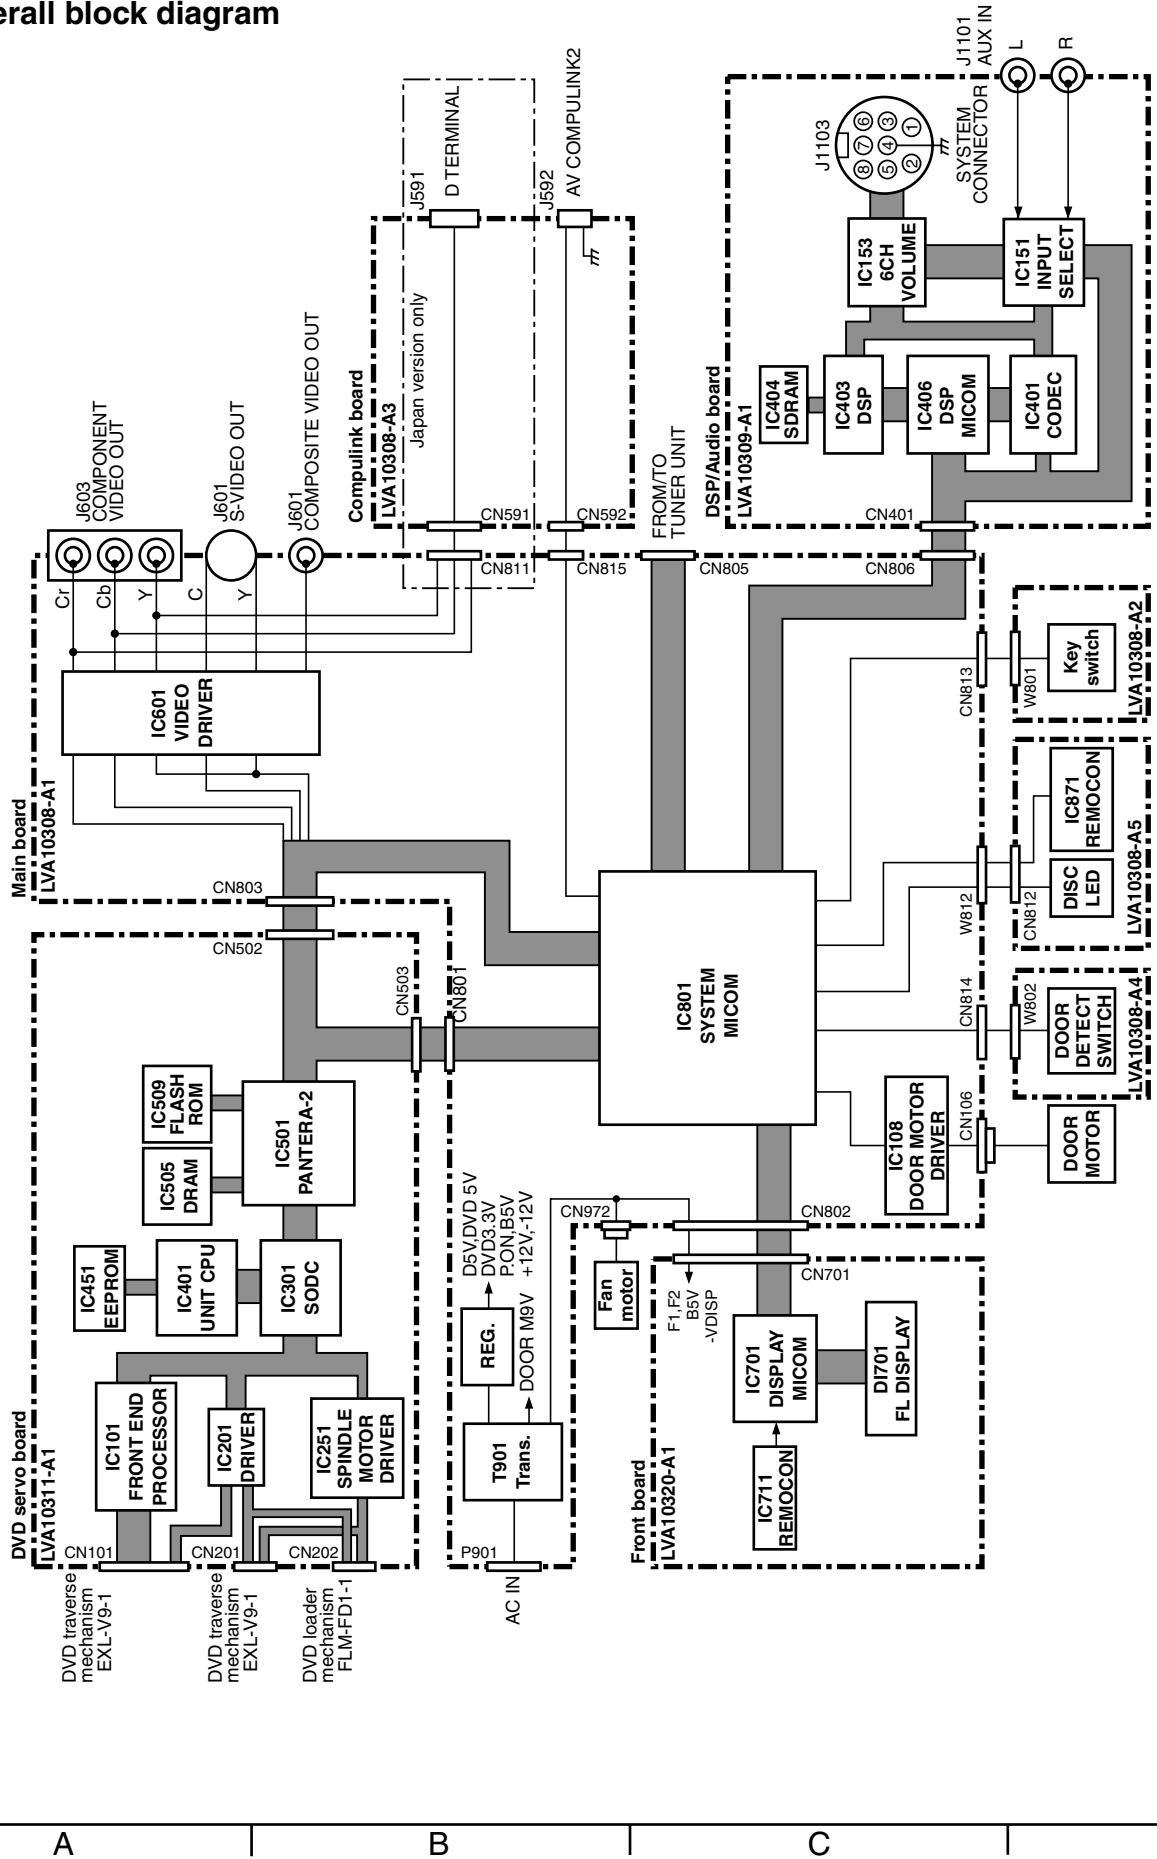 erall block diagram
Main board
LVA10308-A1
Cr
Cb
Y
C
Y
J603
COMPONENT
VIDEO OUT
J601
S-VIDEO OUT
J601
COMPOSITE VIDEO OUT
IC601
VIDEO
DRIVER
Compulink board
LVA10308-A3
Japan version only
J591
D TERMINAL
J592
AV COMPULINK2
CN591
CN592
CN811
CN815
FROM/TO
TUNER UNIT
CN805
CN806
CN401
DSP/Audio board
LVA10309-A1
IC404
SDRAM
IC403
DSP
IC406
DSP
MICOM
IC401
CODEC
IC153
6CH
VOLUME
IC151
INPUT
SELECT
J1103
8
7
6
5
4
3
2
1
SYSTEM
CONNECTOR
J1101
AUX IN
L
R
CN813
W801
Key
switch
LVA10308-A2
IC871
REMOCON
DISC
LED
LVA10308-A5
W812
CN812
CN814
W802
DOOR
DETECT
SWITCH
LVA10308-A4
CN106
DOOR
MOTOR
IC108
DOOR MOTOR
DRIVER
IC801
SYSTEM
MICOM
CN803
CN502
CN503
CN801
DVD servo board
LVA10311-A1
IC509
FLASH
ROM
IC505
DRAM
IC501
PANTERA-2
IC451
EEPROM
IC401
UNIT CPU
IC301
SODC
IC101
FRONT END
PROCESSOR
IC201
DRIVER
IC251
SPINDLE
MOTOR
DRIVER
CN101
CN201
CN202
DVD traverse
mechanism
EXL-V9-1
DVD traverse
mechanism
EXL-V9-1
DVD loader
mechanism
FLM-FD1-1
D5V,DVD 5V
DVD3.3V
P.ON,B5V
+12V,-12V
REG.
DOOR M9V
T901
Trans.
P901
AC IN
CN972
Fan
motor
CN802
CN701
F1,F2
B5V
-VDISP
Front board
LVA10320-A1
IC701
DISPLAY
MICOM
DI701
FL DISPLAY
IC711
REMOCON
A
B
C